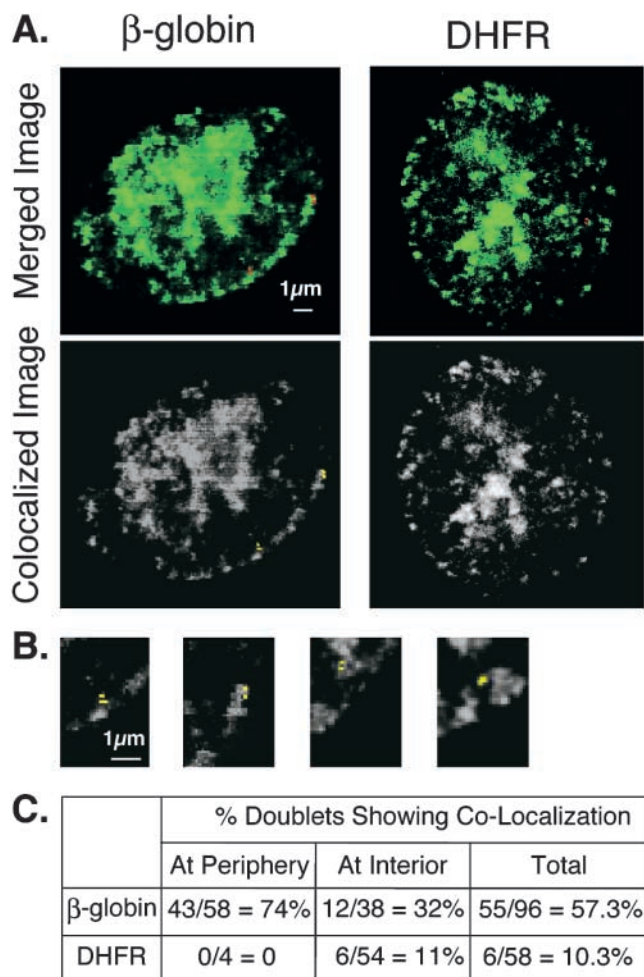 A.
β-globin
DHFR
Merged Image
1μm
Colocalized Image
B.
1μm
C.
% Doublets Showing Co-Localization
At Periphery At Interior Total
β-globin 43/58 = 74% 12/38 = 32% 55/96 = 57.3%
DHFR 0/4 = 0 6/54 = 11% 6/58 = 10.3%